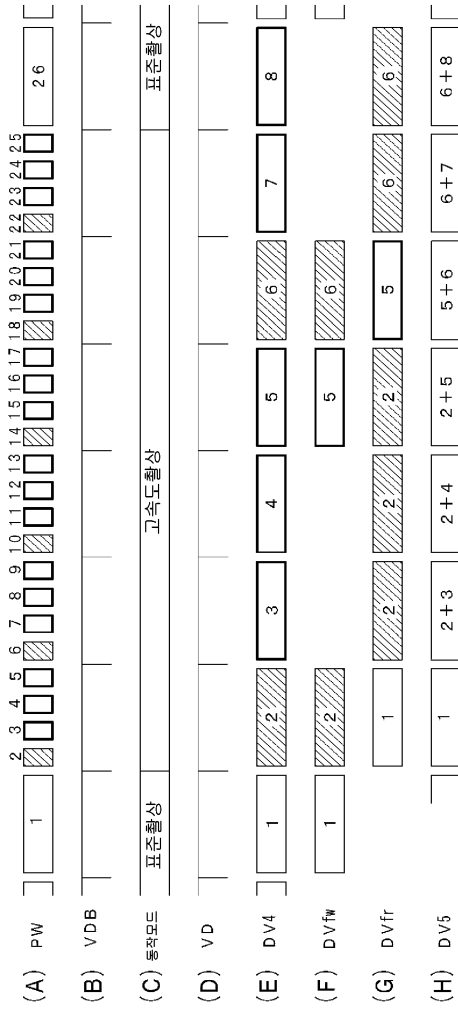 (A) PW 1 2 3 4 5 6 7 8 9 10 11 12 13 14 15 16 17 18 19 20 21 22 23 24 25 26
(B) VDB
(C) 동작모드 표준촬상 고속도촬상 표준촬상
(D) VD
(E) DV4 1 2 3 4 5 6 7 8
(F) DVfw 1 2 5 6
(G) DVfr 1 2 2 2 5 6 6
(H) DV5 1 2+3 2+4 2+5 5+6 6+7 6+8